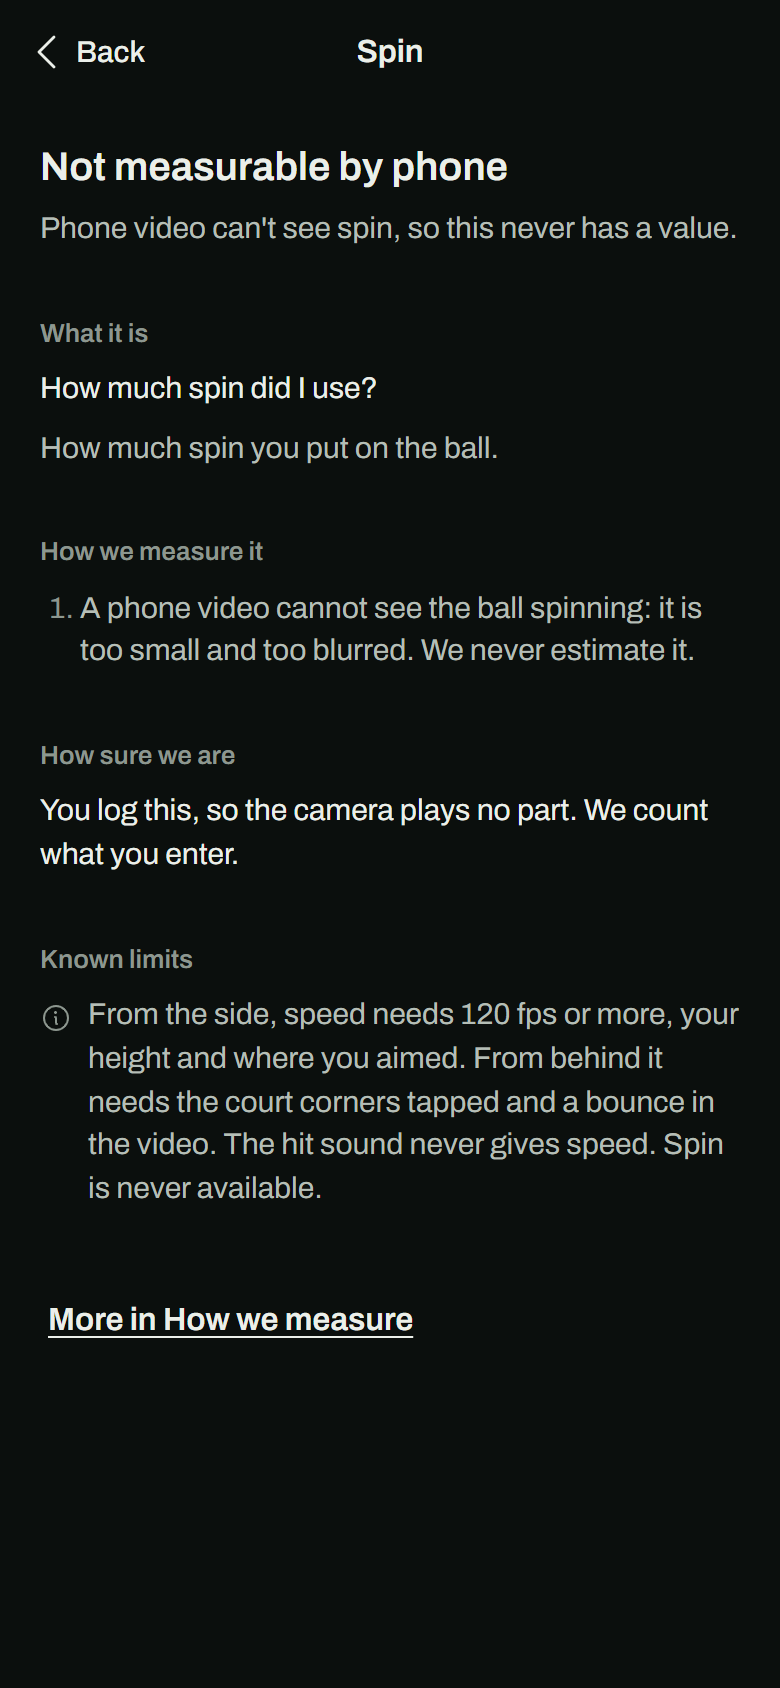 Back
Spin
Not measurable by phone
Phone video can't see spin, so this never has a value.
What it is
How much spin did I use?
How much spin you put on the ball.
How we measure it
1. A phone video cannot see the ball spinning: it is
too small and too blurred. We never estimate it.
How sure we are
You log this, so the camera plays no part. We count
what you enter.
Known limits
From the side, speed needs 120 fps or more, your
height and where you aimed. From behind it
needs the court corners tapped and a bounce in
the video. The hit sound never gives speed. Spin
is never available.
More in How we measure